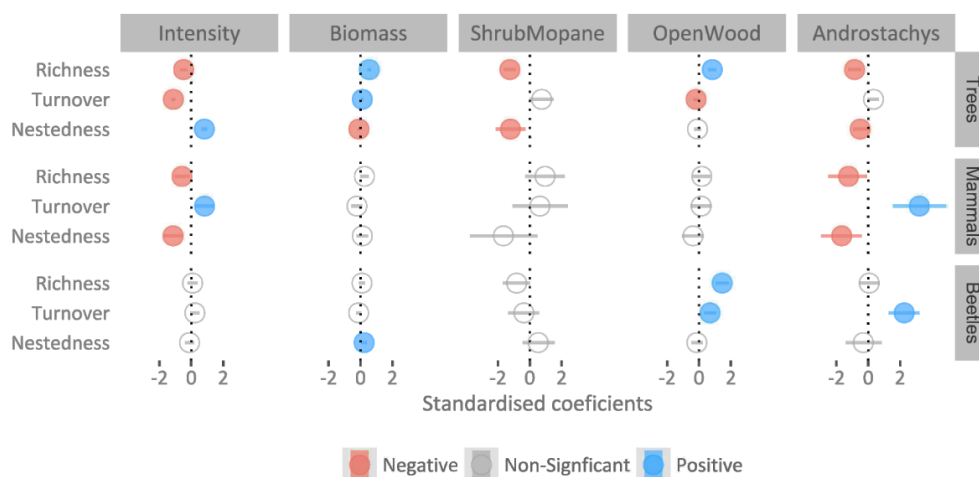 Intensity Biomass ShrubMopane OpenWood Androstachys
Richness
Turnover
Nestedness
Trees
Richness
Turnover
Nestedness
Mammals
Richness
Turnover
Nestedness
Beetles
-2 0 2 -2 0 2 -2 0 2 -2 0 2 -2 0 2
Standardised coeficients
Negative Non-Signficant Positive